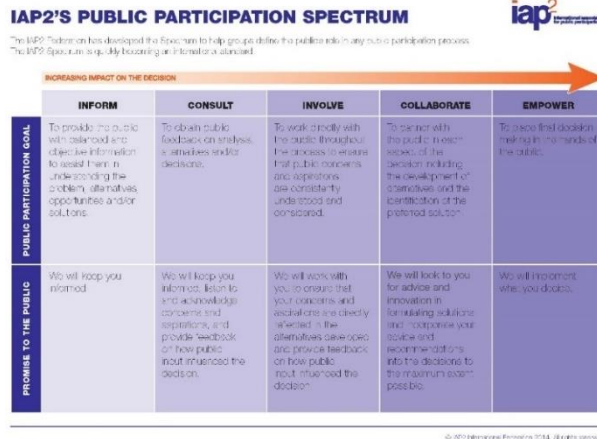 IAP2'S PUBLIC PARTICIPATION SPECTRUM
iap2
The IAP2 Federation has developed the Spectrum to help groups define the public's role in any public participation process.
The IAP2 Spectrum is quickly becoming an international standard.
INCREASING IMPACT ON THE DECISION
INFORM
CONSULT
INVOLVE
COLLABORATE
EMPOWER
PUBLIC PARTICIPATION GOAL
To provide the public
with balanced and
objective information
to assist them in
understanding the
problem, alternatives,
opportunities and/or
solutions.
To obtain public
feedback on analysis,
alternatives and/or
decisions.
To work directly with
the public throughout
the process to ensure
that public concerns
and aspirations
are consistently
understood and
considered.
To partner with
the public in each
aspect of the
decision including
the development of
alternatives and the
identification of the
preferred solution.
To place final decision
making in the hands of
the public.
PROMISE TO THE PUBLIC
We will keep you
informed.
We will keep you
informed, listen to
and acknowledge
concerns and
aspirations, and
provide feedback
on how public
input influenced the
decision.
We will work with
you to ensure that
your concerns and
aspirations are directly
reflected in the
alternatives developed
and provide feedback
on how public
input influenced the
decision.
We will look to you
for advice and
innovation in
formulating solutions
and incorporate your
advice and
recommendations
into the decisions to
the maximum extent
possible.
We will implement
what you decide.
© IAP2 International Federation 2014. All rights reserved.